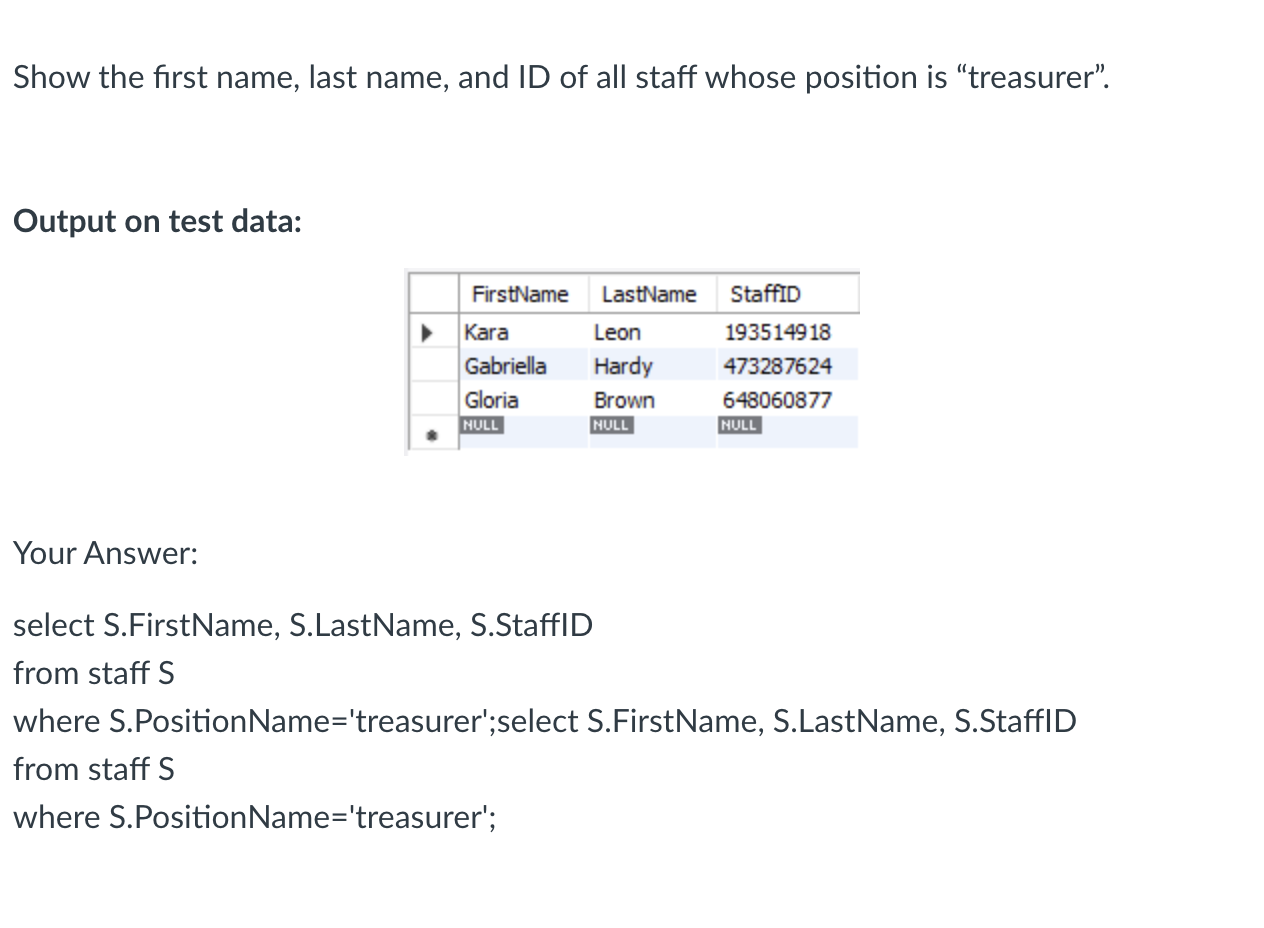 Show the first name, last name, and ID of all staff whose position is “treasurer”.
Output on test data:
FirstName LastName StaffID
Kara Leon 193514918
Gabriella Hardy 473287624
Gloria Brown 648060877
NULL NULL NULL
Your Answer:
select S.FirstName, S.LastName, S.StaffID
from staff S
where S.PositionName='treasurer';select S.FirstName, S.LastName, S.StaffID
from staff S
where S.PositionName='treasurer';